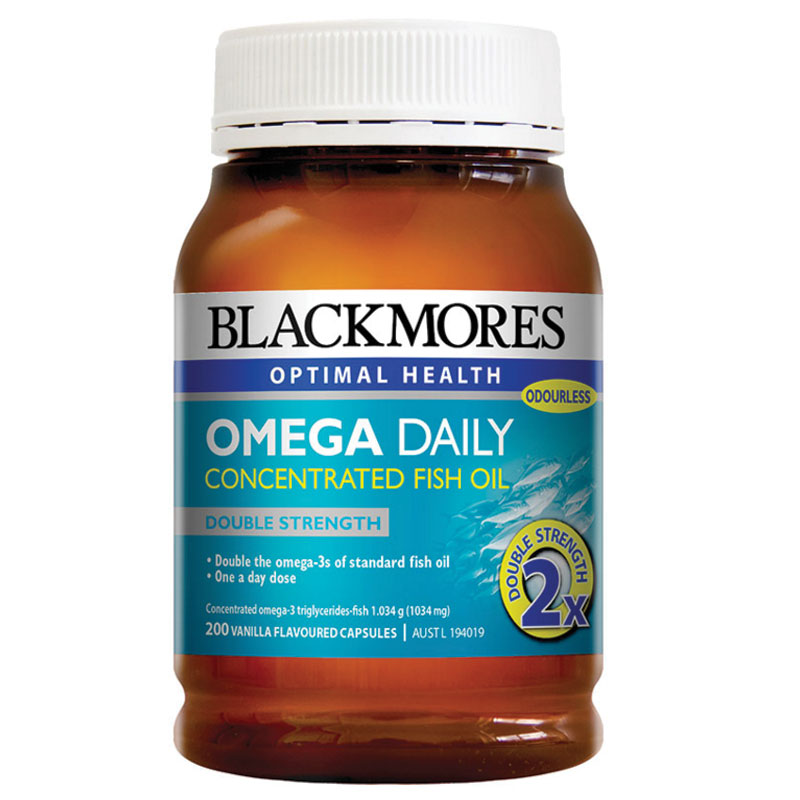 BLACKMORES
OPTIMAL HEALTH
ODOURLESS
OMEGA DAILY
CONCENTRATED FISH OIL
DOUBLE STRENGTH
• Double the omega-3s of standard fish oil
• One a day dose
DOUBLE STRENGTH
2x
Concentrated omega-3 triglycerides-fish 1.034 g (1034 mg)
200 VANILLA FLAVOURED CAPSULES | AUST L 194019